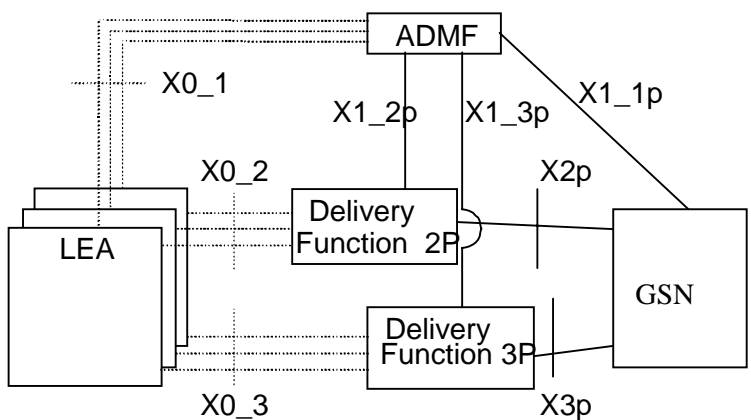 ADMF
X0_1
X1_2p
X1_3p
X1_1p
X0_2
X2p
Delivery
Function 2P
LEA
GSN
Delivery
Function 3P
X0_3
X3p